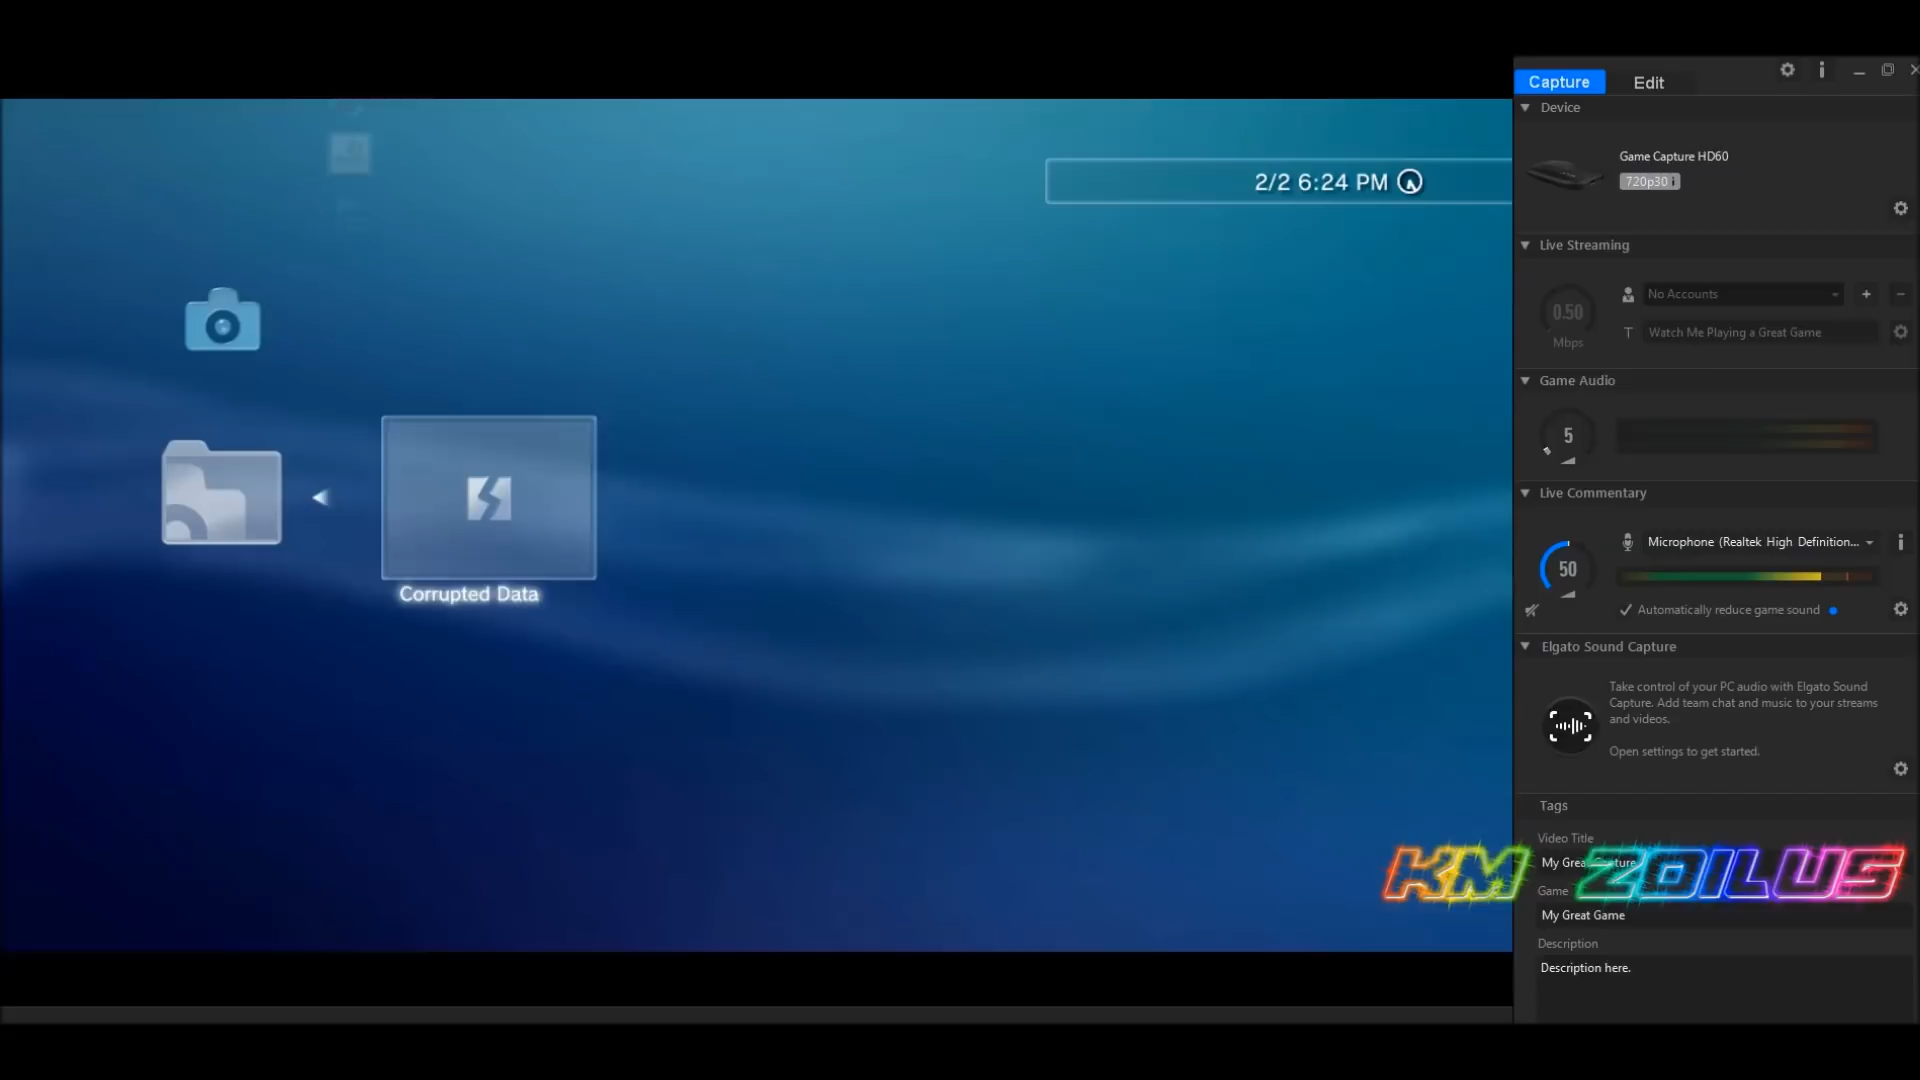 2/2 6:24 PM
Corrupted Data
Capture
Edit
Device
Game Capture HD60
720p30
Live Streaming
0.50
Mbps
No Accounts
T
Watch Me Playing a Great Game
Game Audio
5
Live Commentary
Microphone (Realtek High Definition...
50
Automatically reduce game sound
Elgato Sound Capture
Take control of your PC audio with Elgato Sound
Capture. Add team chat and music to your streams
and videos.
Open settings to get started.
Tags
Video Title
My Great Capture
KM ZOILUS
Game
My Great Game
Description
Description here.